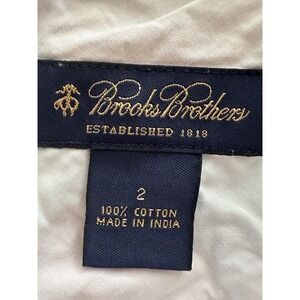 Brooks Brothers
ESTABLISHED 1818
2
100% COTTON
MADE IN INDIA